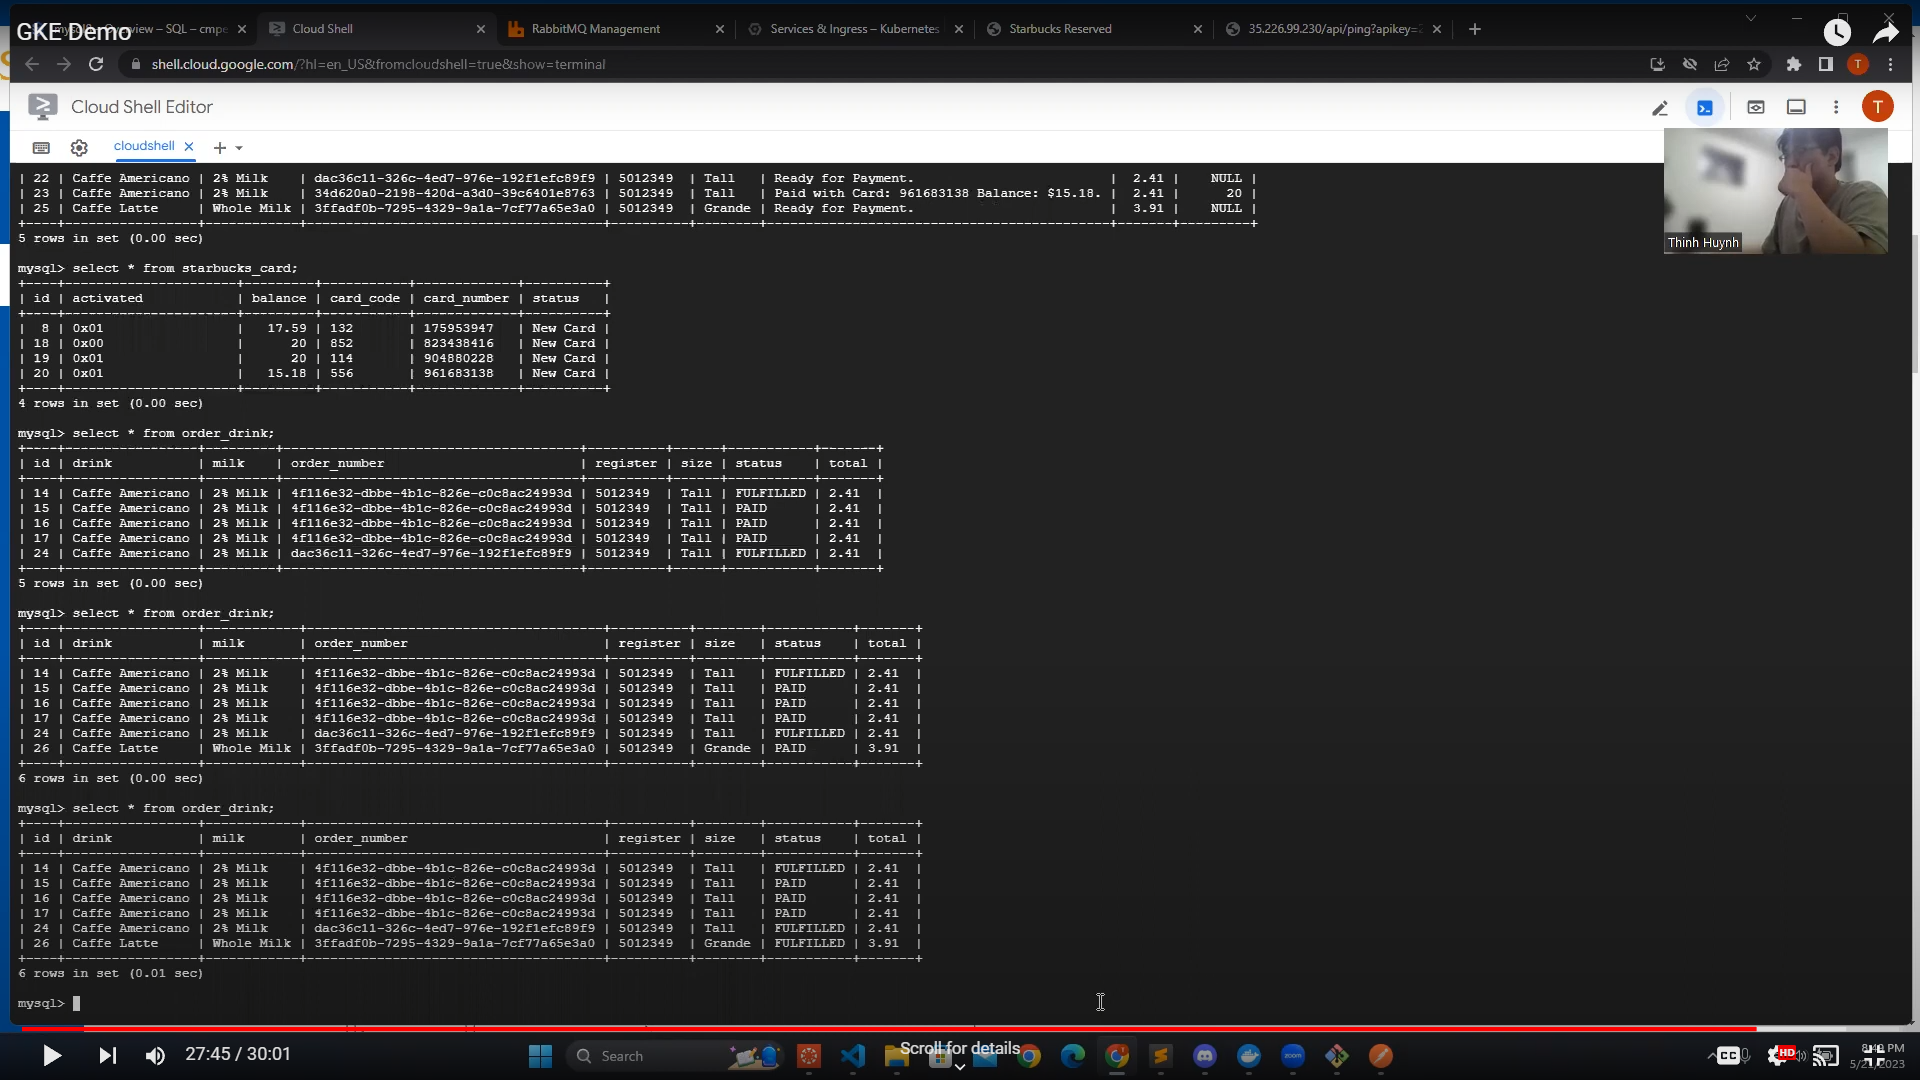 GKE Demo
Overview – SQL – cmpe
Cloud Shell
RabbitMQ Management
Services & Ingress – Kubernetes
Starbucks Reserved
35.226.99.230/api/ping?apikey=2
shell.cloud.google.com/?hl=en_US&fromcloudshell=true&show=terminal
T
Cloud Shell Editor
T
cloudshell
| 22 | Caffe Americano | 2% Milk | dac36c11-326c-4ed7-976e-192f1efc89f9 | 5012349 | Tall | Ready for Payment. | 2.41 | NULL |
| 23 | Caffe Americano | 2% Milk | 34d620a0-2198-420d-a3d0-39c6401e8763 | 5012349 | Tall | Paid with Card: 961683138 Balance: $15.18. | 2.41 | 20 |
| 25 | Caffe Latte | Whole Milk | 3ffadf0b-7295-4329-9a1a-7cf77a65e3a0 | 5012349 | Grande | Ready for Payment. | 3.91 | NULL |
5 rows in set (0.00 sec)
Thinh Huynh
mysql> select * from starbucks_card;
| id | activated | balance | card_code | card_number | status |
| 8 | 0x01 | 17.59 | 132 | 175953947 | New Card |
| 18 | 0x00 | 20 | 852 | 823438416 | New Card |
| 19 | 0x01 | 20 | 114 | 904880228 | New Card |
| 20 | 0x01 | 15.18 | 556 | 961683138 | New Card |
4 rows in set (0.00 sec)
mysql> select * from order_drink;
| id | drink | milk | order_number | register | size | status | total |
| 14 | Caffe Americano | 2% Milk | 4f116e32-dbbe-4b1c-826e-c0c8ac24993d | 5012349 | Tall | FULFILLED | 2.41 |
| 15 | Caffe Americano | 2% Milk | 4f116e32-dbbe-4b1c-826e-c0c8ac24993d | 5012349 | Tall | PAID | 2.41 |
| 16 | Caffe Americano | 2% Milk | 4f116e32-dbbe-4b1c-826e-c0c8ac24993d | 5012349 | Tall | PAID | 2.41 |
| 17 | Caffe Americano | 2% Milk | 4f116e32-dbbe-4b1c-826e-c0c8ac24993d | 5012349 | Tall | PAID | 2.41 |
| 24 | Caffe Americano | 2% Milk | dac36c11-326c-4ed7-976e-192f1efc89f9 | 5012349 | Tall | FULFILLED | 2.41 |
5 rows in set (0.00 sec)
mysql> select * from order_drink;
| id | drink | milk | order_number | register | size | status | total |
| 14 | Caffe Americano | 2% Milk | 4f116e32-dbbe-4b1c-826e-c0c8ac24993d | 5012349 | Tall | FULFILLED | 2.41 |
| 15 | Caffe Americano | 2% Milk | 4f116e32-dbbe-4b1c-826e-c0c8ac24993d | 5012349 | Tall | PAID | 2.41 |
| 16 | Caffe Americano | 2% Milk | 4f116e32-dbbe-4b1c-826e-c0c8ac24993d | 5012349 | Tall | PAID | 2.41 |
| 17 | Caffe Americano | 2% Milk | 4f116e32-dbbe-4b1c-826e-c0c8ac24993d | 5012349 | Tall | PAID | 2.41 |
| 24 | Caffe Americano | 2% Milk | dac36c11-326c-4ed7-976e-192f1efc89f9 | 5012349 | Tall | FULFILLED | 2.41 |
| 26 | Caffe Latte | Whole Milk | 3ffadf0b-7295-4329-9a1a-7cf77a65e3a0 | 5012349 | Grande | PAID | 3.91 |
6 rows in set (0.00 sec)
mysql> select * from order_drink;
| id | drink | milk | order_number | register | size | status | total |
| 14 | Caffe Americano | 2% Milk | 4f116e32-dbbe-4b1c-826e-c0c8ac24993d | 5012349 | Tall | FULFILLED | 2.41 |
| 15 | Caffe Americano | 2% Milk | 4f116e32-dbbe-4b1c-826e-c0c8ac24993d | 5012349 | Tall | PAID | 2.41 |
| 16 | Caffe Americano | 2% Milk | 4f116e32-dbbe-4b1c-826e-c0c8ac24993d | 5012349 | Tall | PAID | 2.41 |
| 17 | Caffe Americano | 2% Milk | 4f116e32-dbbe-4b1c-826e-c0c8ac24993d | 5012349 | Tall | PAID | 2.41 |
| 24 | Caffe Americano | 2% Milk | dac36c11-326c-4ed7-976e-192f1efc89f9 | 5012349 | Tall | FULFILLED | 2.41 |
| 26 | Caffe Latte | Whole Milk | 3ffadf0b-7295-4329-9a1a-7cf77a65e3a0 | 5012349 | Grande | FULFILLED | 3.91 |
6 rows in set (0.01 sec)
mysql>
27:45 / 30:01
Search
Scroll for details
zoom
CC
HD
PM
5/21/2023